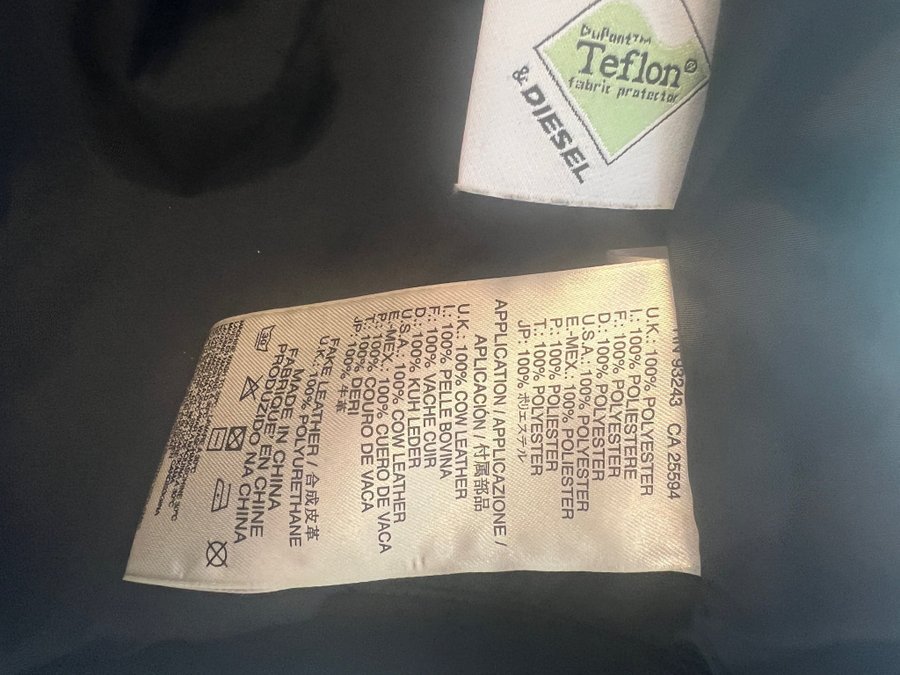 DuPont™
Teflon®
fabric protector
& DIESEL
93243 CA 25594
U.K.: 100% POLYESTER
I.: 100% POLIESTERE
F.: 100% POLYESTER
D.: 100% POLYESTER
U.S.A.: 100% POLYESTER
E.-MEX.: 100% POLIESTER
P.: 100% POLIESTER
T.: 100% POLYESTER
JP: 100% ポリエステル
APPLICATION / APPLICAZIONE /
APLICACIÓN / 付属部品
U.K.: 100% COW LEATHER
I.: 100% PELLE BOVINA
F.: 100% VACHE CUIR
D.: 100% KUH LEDER
U.S.A.: 100% COW LEATHER
E.-MEX.: 100% CUERO DE VACA
P.: 100% COURO DE VACA
T.: 100% DERI
JP: 100% 牛革
FAKE LEATHER / 合成皮革
U.K.: 100% POLYURETHANE
MADE IN CHINA
FABRIQUE' EN CHINE
PRODUZIDO NA CHINA
30°